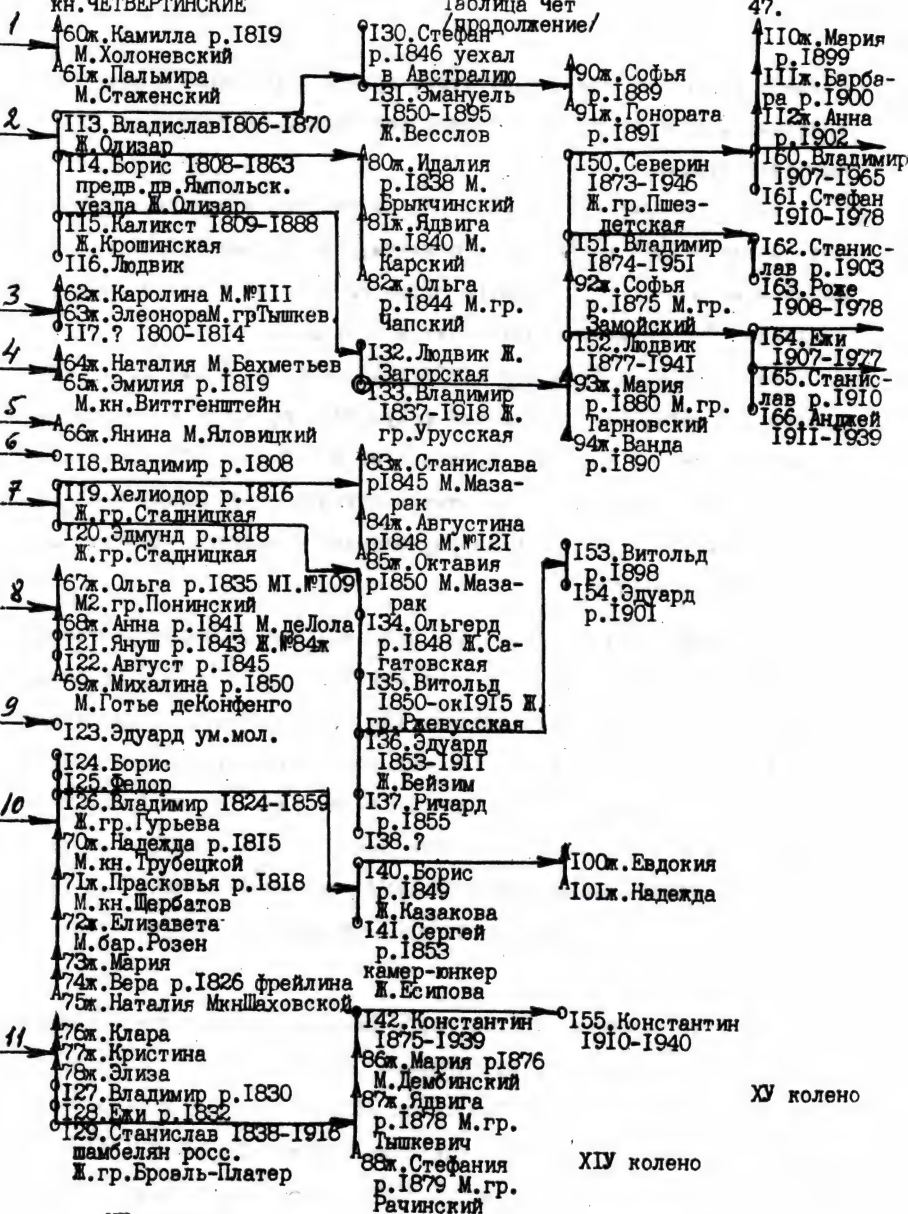 кн.ЧЕТВЕРТИНСКИЕ
Таблица Чет
/продолжение/
47.
1
60ж.Камилла р.1819
М.Холоневский
61ж.Пальмира
М.Стаженский
2
113.Владислав1806-1870
Ж.Олизар
114.Борис 1808-1863
предв.дв.Ямпольск.
уезда Ж.Олизар
115.Каликст 1809-1888
Ж.Крошинская
116.Людвик
3
62ж.Каролина М.№111
63ж.ЭлеонораМ.грТышкев.
117.? 1800-1814
4
64ж.Наталия М.Бахметьев
65ж.Эмилия р.1819
М.кн.Виттгенштейн
5
66ж.Янина М.Яловицкий
6
118.Владимир р.1808
7
119.Хелиодор р.1816
Ж.гр.Стадницкая
120.Эдмунд р.1818
Ж.гр.Стадницкая
8
67ж.Ольга р.1835 М1.№109
М2.гр.Понинский
68ж.Анна р.1841 М.деЛола
121.Януш р.1843 Ж.№84ж
122.Август р.1845
69ж.Михалина р.1850
М.Готье деКонфенго
9
123.Эдуард ум.мол.
10
124.Борис
125.Федор
126.Владимир 1824-1859
Ж.гр.Гурьева
70ж.Надежда р.1815
М.кн.Трубецкой
71ж.Прасковья р.1818
М.кн.Щербатов
72ж.Елизавета
М.бар.Розен
73ж.Мария
74ж.Вера р.1826 фрейлина
75ж.Наталия МкнШаховской
11
76ж.Клара
77ж.Кристина
78ж.Элиза
127.Владимир р.1830
128.Ежи р.1832
129.Станислав 1838-1916
шамбелян росс.
Ж.гр.Броэль-Платер
130.Стефан
р.1846 уехал
в Австралию
131.Эмануель
1850-1895
Ж.Весслов
80ж.Идалия
р.1838 М.
Брыкчинский
81ж.Ядвига
р.1840 М.
Карский
82ж.Ольга
р.1844 М.гр.
Чапский
132.Людвик Ж.
Загорская
133.Владимир
1837-1918 Ж.
гр.Урусская
83ж.Станислава
р1845 М.Маза-
рак
84ж.Августина
р1848 М.№121
85ж.Октавия
р1850 М.Маза-
рак
134.Ольгерд
р.1848 Ж.Са-
гатовская
135.Витольд
1850-ок1915 Ж.
гр.Ржевусская
136.Эдуард
1853-1911
Ж.Бейзим
137.Ричард
р.1855
138.?
140.Борис
р.1849
Ж.Казакова
141.Сергей
р.1853
камер-юнкер
Ж.Есипова
142.Константин
1875-1939
86ж.Мария р1876
М.Дембинский
87ж.Ядвига
р.1878 М.гр.
Тышкевич
88ж.Стефания
р.1879 М.гр.
Рачинский
90ж.Софья
р.1889
91ж.Гонората
р.1891
150.Северин
1873-1946
Ж.гр.Пшез-
детская
151.Владимир
1874-1951
92ж.Софья
р.1875 М.гр.
Замойский
152.Людвик
1877-1941
93ж.Мария
р.1880 М.гр.
Тарновский
94ж.Ванда
р.1890
153.Витольд
р.1898
154.Эдуард
р.1901
100ж.Евдокия
101ж.Надежда
155.Константин
1910-1940
XIУ колено
110ж.Мария
р.1899
111ж.Барба-
ра р.1900
112ж.Анна
р.1902
160.Владимир
1907-1965
161.Стефан
1910-1978
162.Станис-
лав р.1903
163.Роже
1908-1978
164.Ежи
1907-1977
165.Станис-
лав р.1910
166.Анджей
1911-1939
ХУ колено